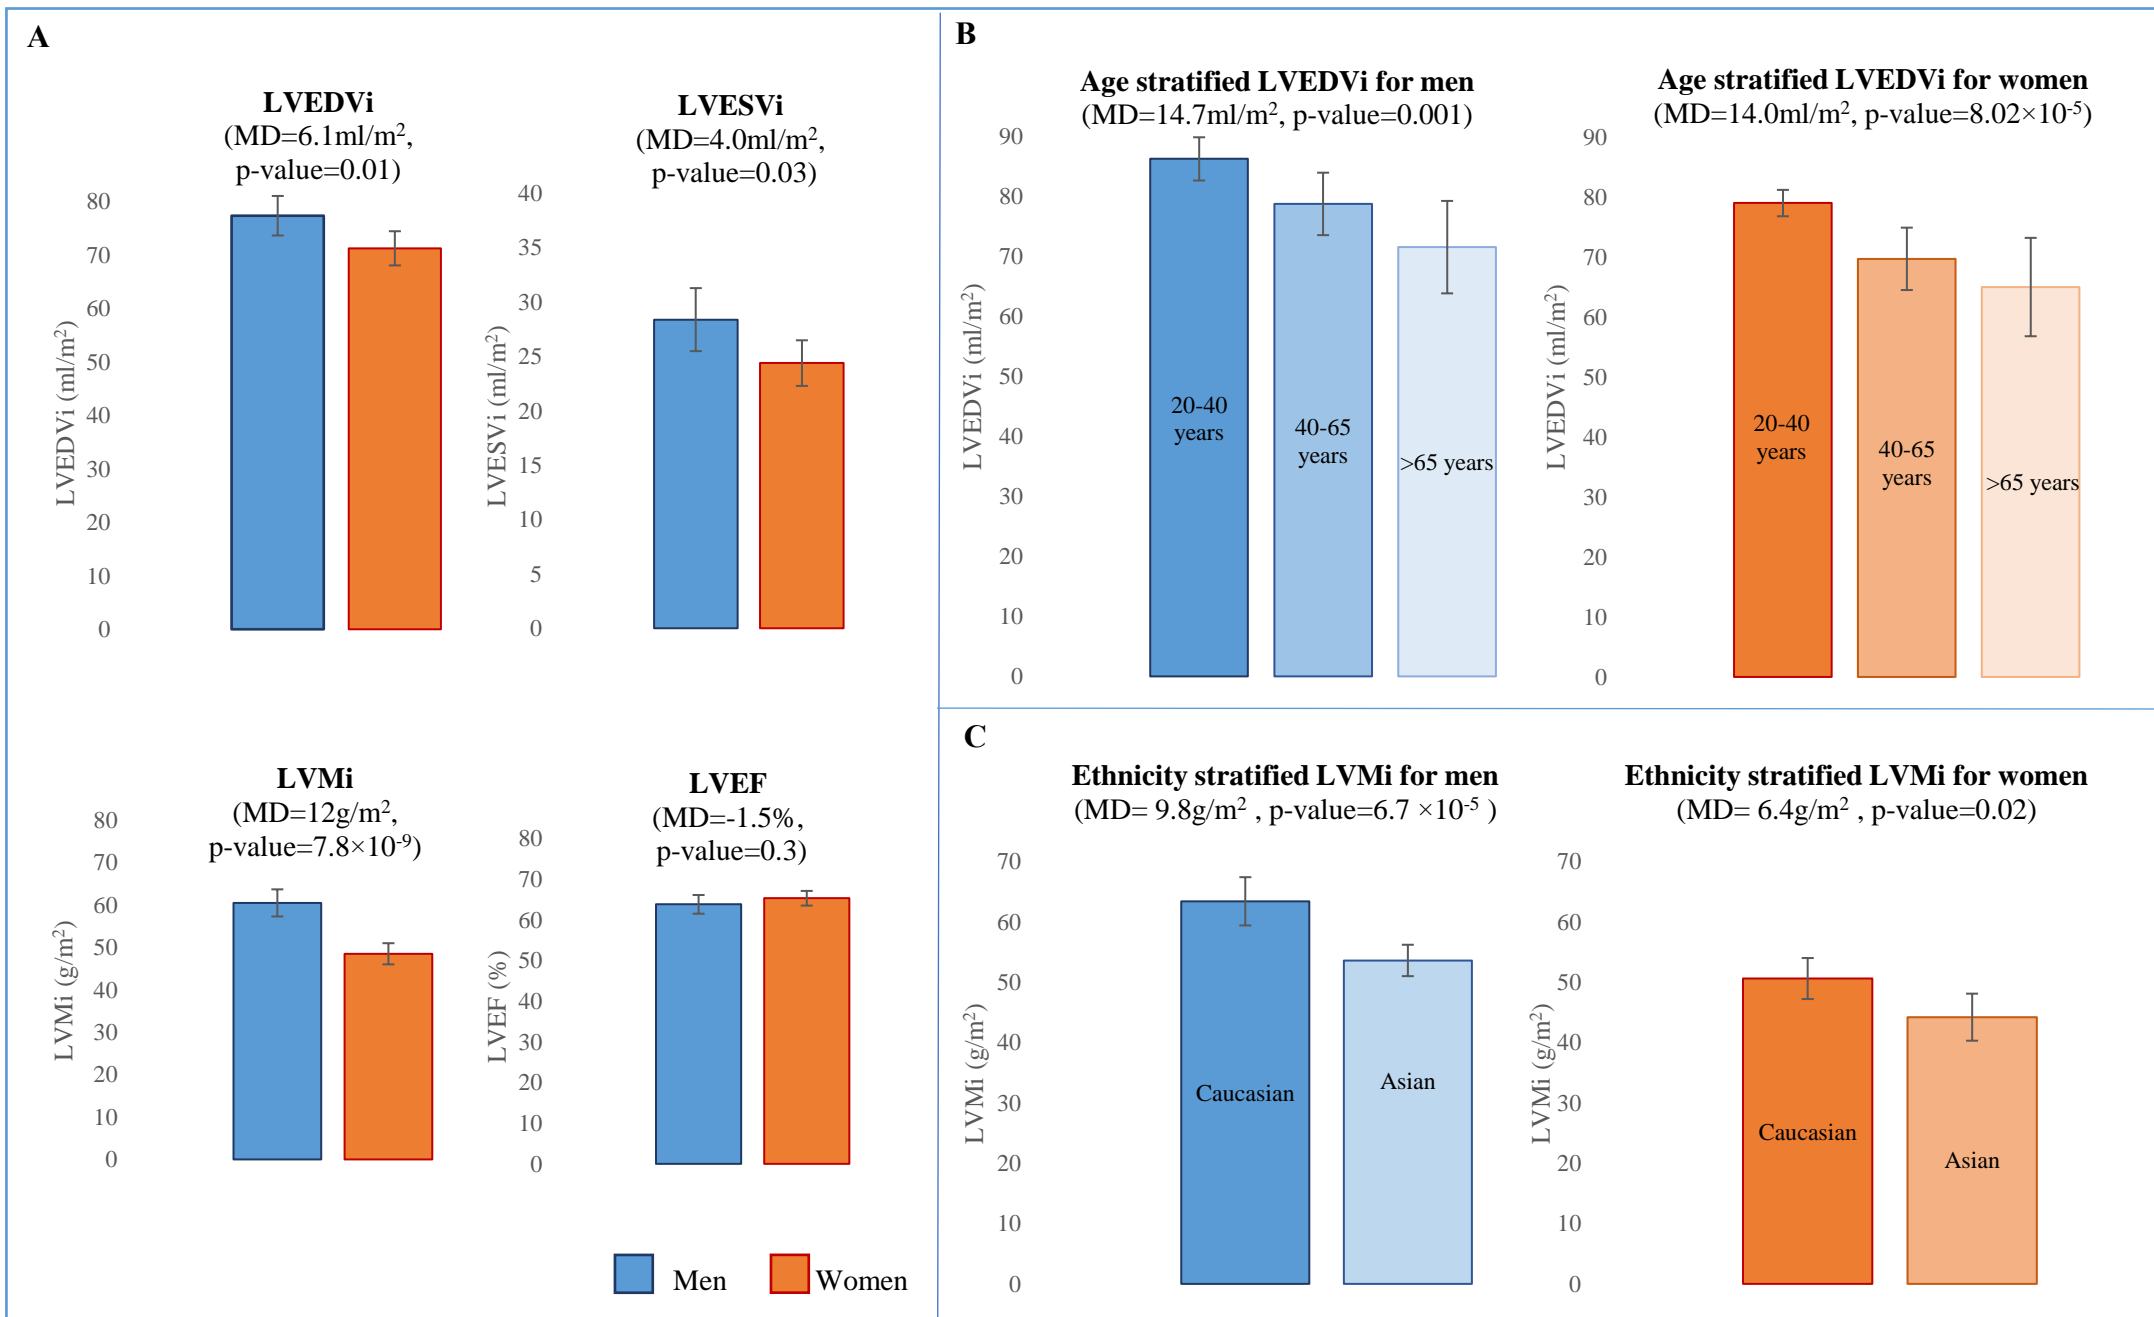 A
LVEDVi
(MD=6.1ml/m²,
p-value=0.01)
80
70
60
50
40
30
20
10
0
LVEDVi (ml/m²)
LVESVi
(MD=4.0ml/m²,
p-value=0.03)
40
35
30
25
20
15
10
5
0
LVESVi (ml/m²)
LVMi
(MD=12g/m²,
p-value=7.8×10⁻⁹)
80
70
60
50
40
30
20
10
0
LVMi (g/m²)
LVEF
(MD=-1.5%,
p-value=0.3)
80
70
60
50
40
30
20
10
0
LVEF (%)
Men
Women
B
Age stratified LVEDVi for men
(MD=14.7ml/m², p-value=0.001)
90
80
70
60
50
40
30
20
10
0
LVEDVi (ml/m²)
20-40
years
40-65
years
>65 years
Age stratified LVEDVi for women
(MD=14.0ml/m², p-value=8.02×10⁻⁵)
90
80
70
60
50
40
30
20
10
0
LVEDVi (ml/m²)
20-40
years
40-65
years
>65 years
C
Ethnicity stratified LVMi for men
(MD= 9.8g/m² , p-value=6.7 ×10⁻⁵ )
70
60
50
40
30
20
10
0
LVMi (g/m²)
Caucasian
Asian
Ethnicity stratified LVMi for women
(MD= 6.4g/m² , p-value=0.02)
70
60
50
40
30
20
10
0
LVMi (g/m²)
Caucasian
Asian